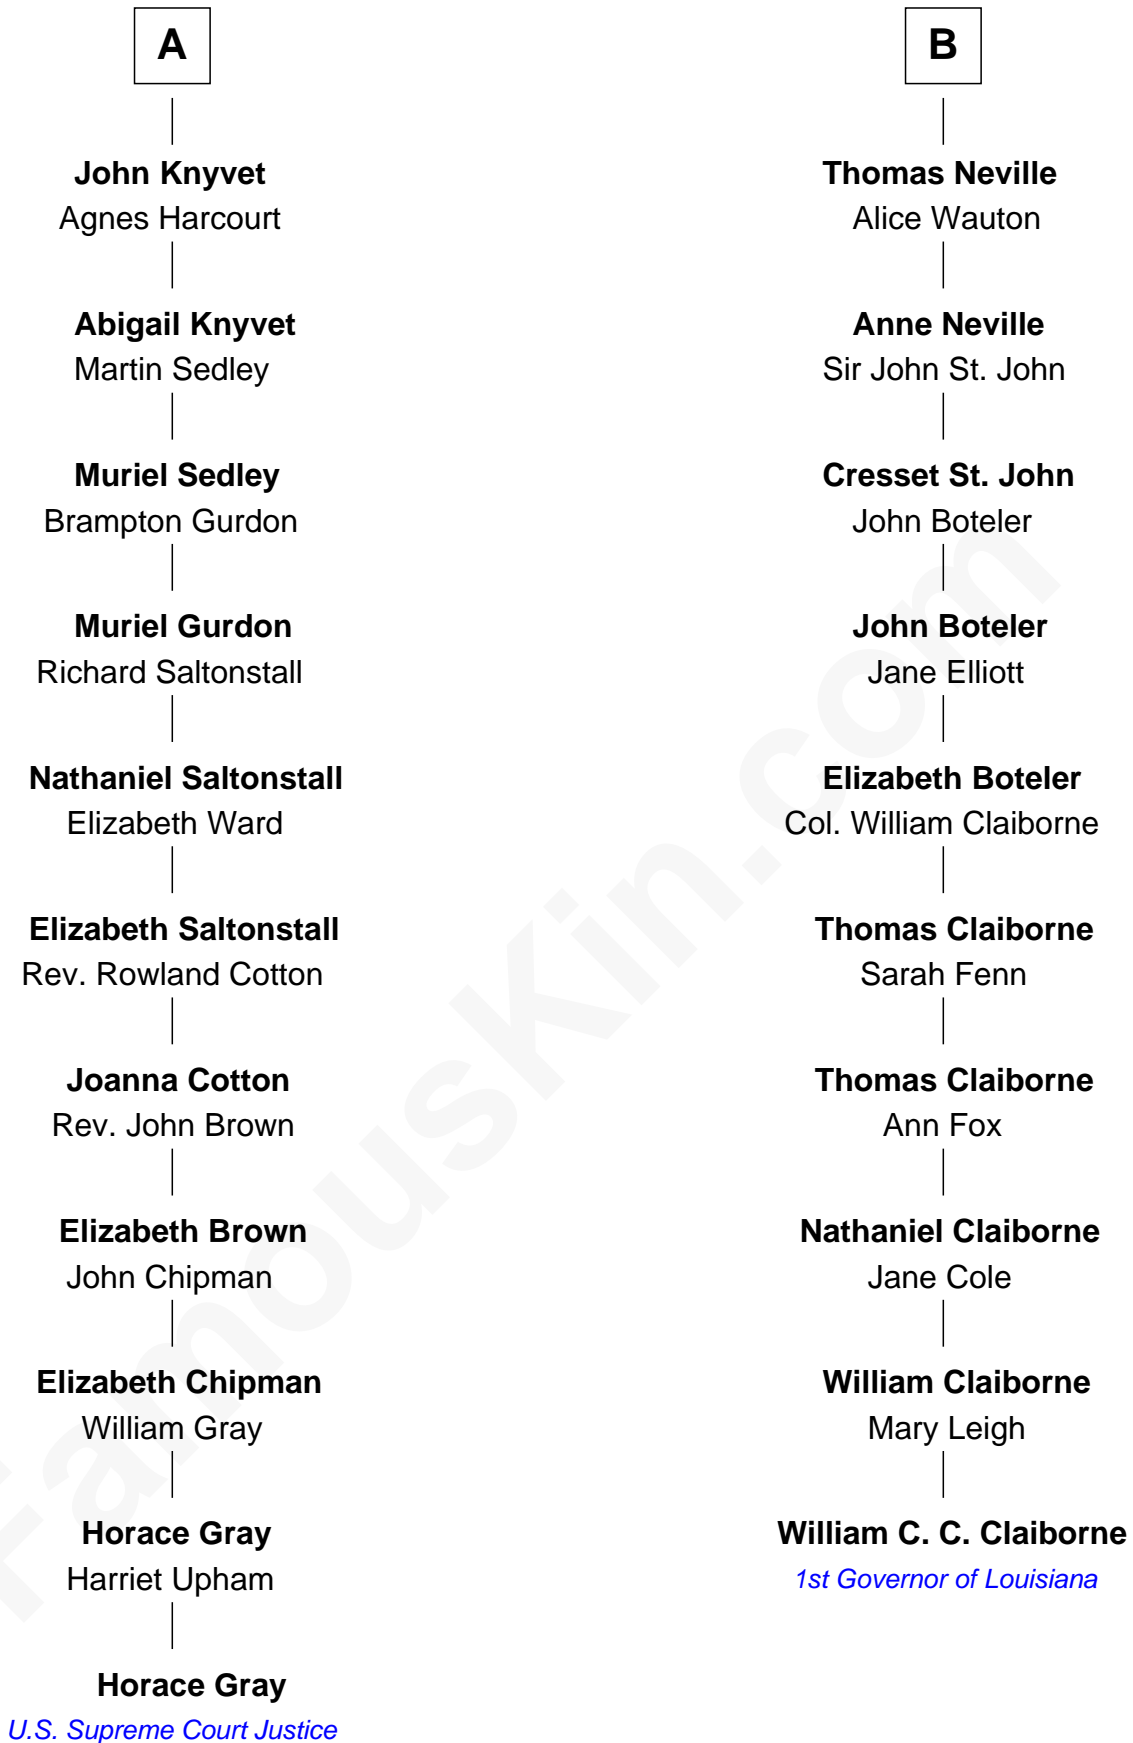 A
John Knyvet
Agnes Harcourt
Abigail Knyvet
Martin Sedley
Muriel Sedley
Brampton Gurdon
Muriel Gurdon
Richard Saltonstall
Nathaniel Saltonstall
Elizabeth Ward
Elizabeth Saltonstall
Rev. Rowland Cotton
Joanna Cotton
Rev. John Brown
Elizabeth Brown
John Chipman
Elizabeth Chipman
William Gray
Horace Gray
Harriet Upham
Horace Gray
U.S. Supreme Court Justice
B
Thomas Neville
Alice Wauton
Anne Neville
Sir John St. John
Cresset St. John
John Boteler
John Boteler
Jane Elliott
Elizabeth Boteler
Col. William Claiborne
Thomas Claiborne
Sarah Fenn
Thomas Claiborne
Ann Fox
Nathaniel Claiborne
Jane Cole
William Claiborne
Mary Leigh
William C. C. Claiborne
1st Governor of Louisiana
FamousKin.com